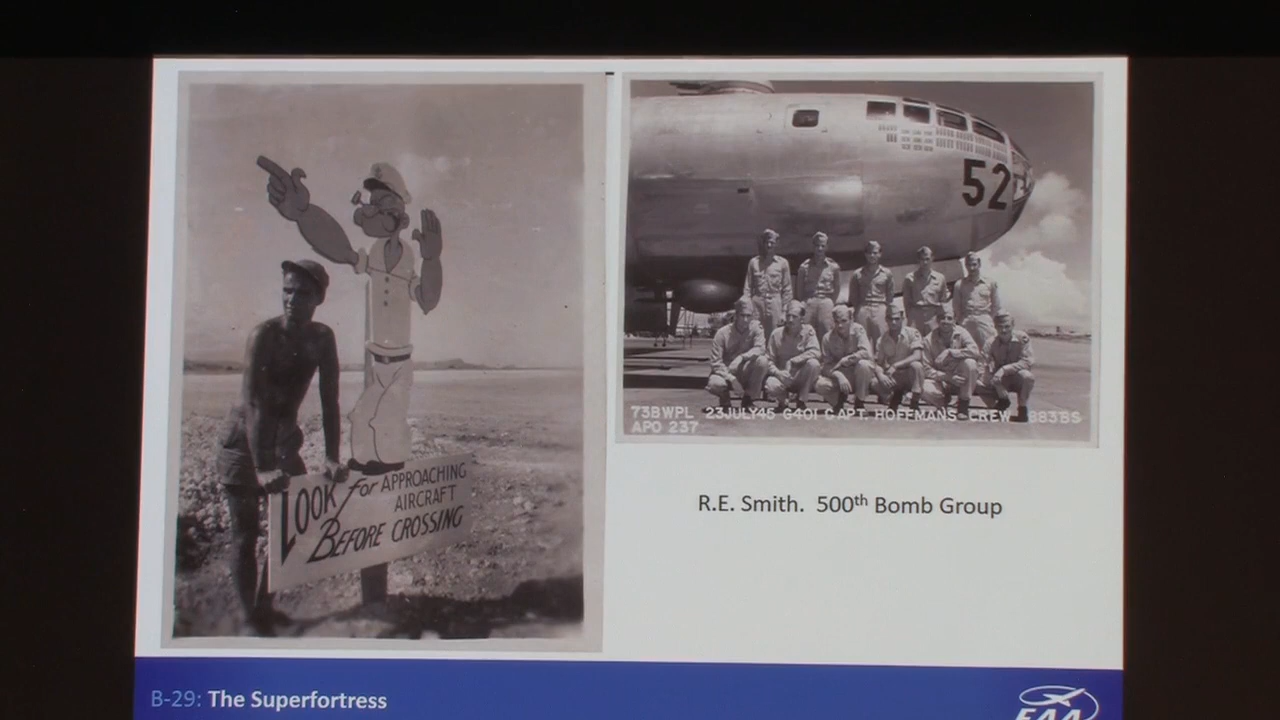 LOOK for APPROACHING
AIRCRAFT
BEFORE CROSSING
52
73BWPL 23JULY45 G401 CAPT. HOFFMANS CREW 883BS
APO 237
R.E. Smith. 500th Bomb Group
B-29: The Superfortress
EAA